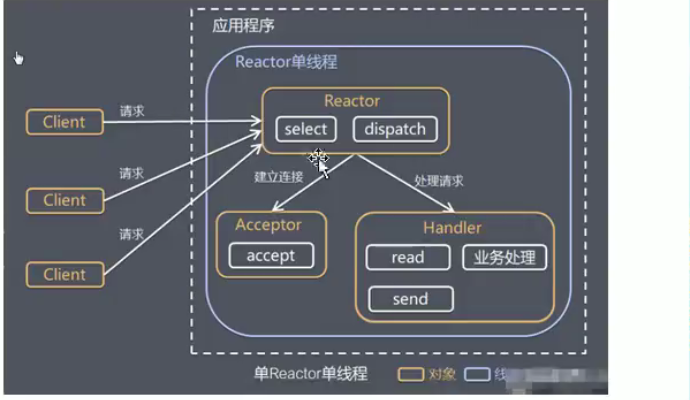 应用程序
Reactor单线程
Reactor
select
dispatch
Client
请求
Client
请求
Client
请求
建立连接
处理请求
Acceptor
accept
Handler
read
业务处理
send
单Reactor单线程
对象
线